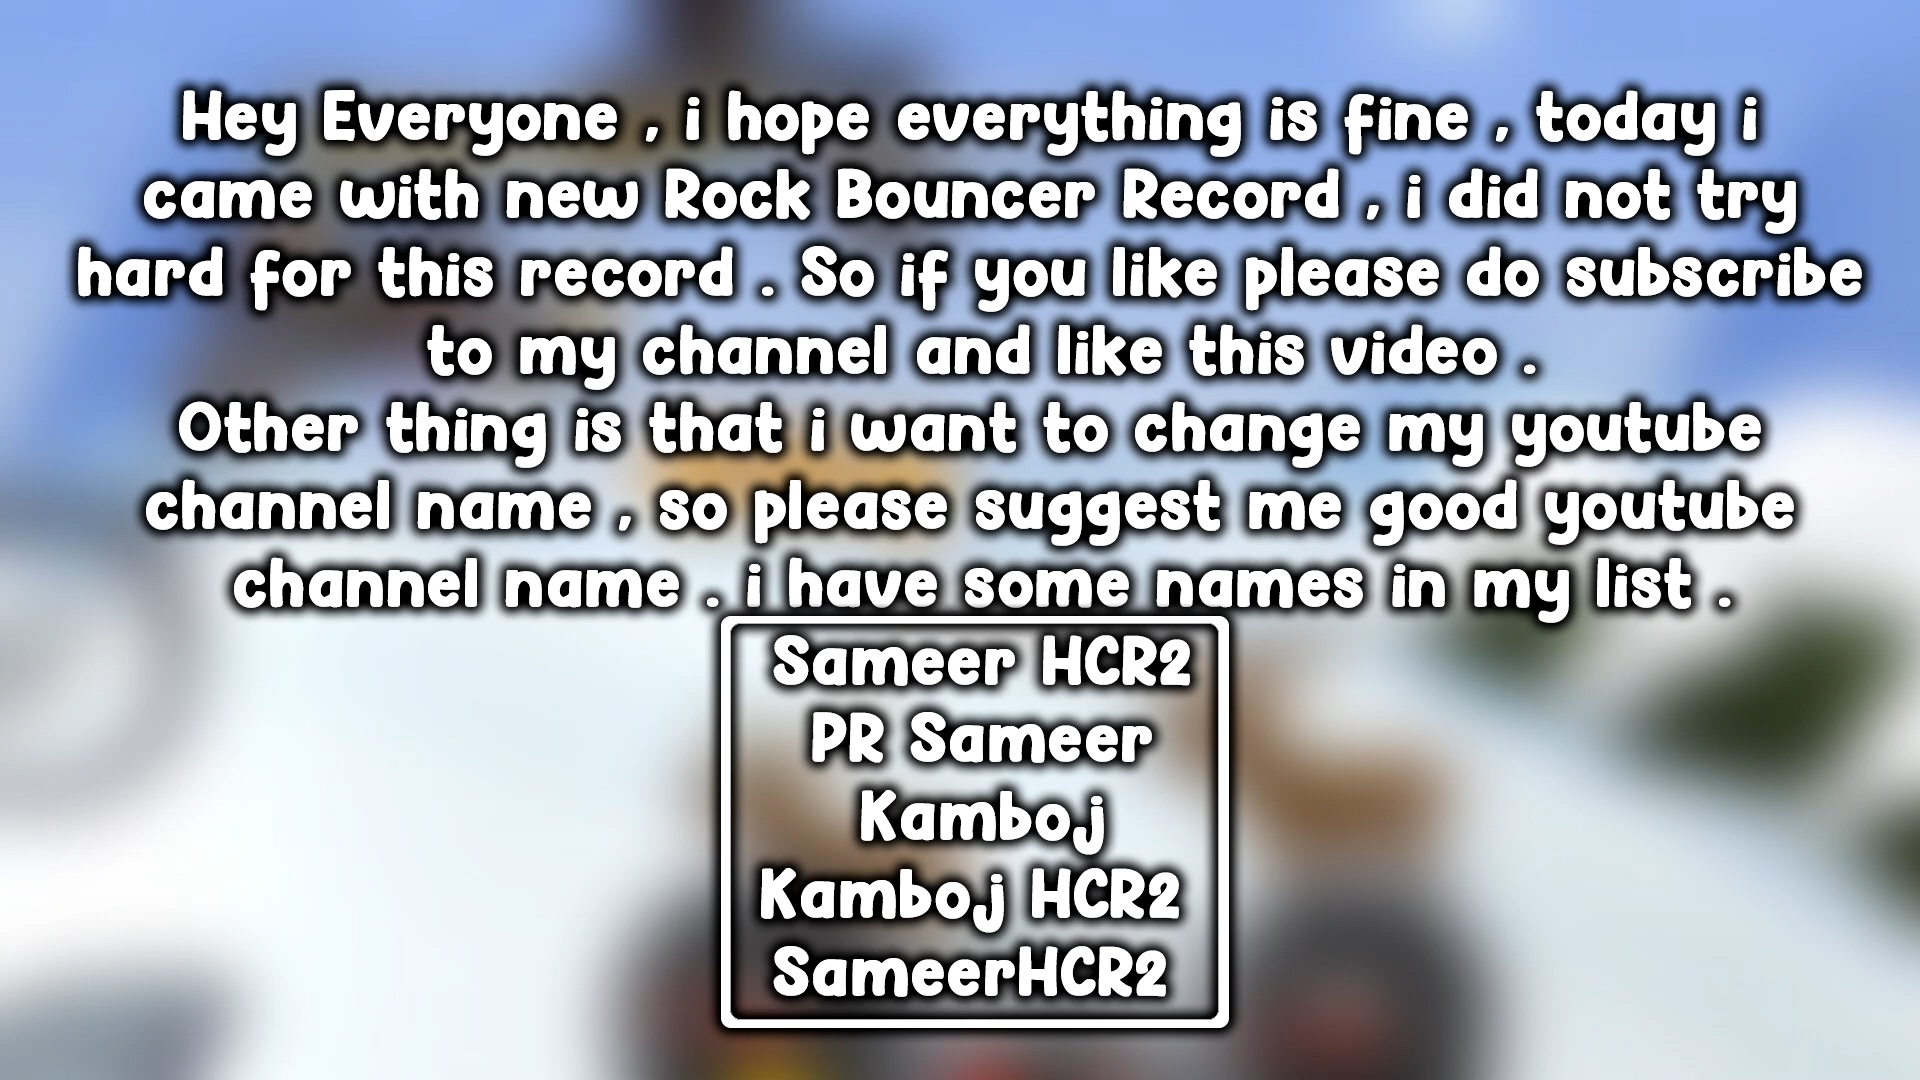 Hey Everyone , i hope everything is fine , today i
came with new Rock Bouncer Record , i did not try
hard for this record . So if you like please do subscribe
to my channel and like this video .
Other thing is that i want to change my youtube
channel name , so please suggest me good youtube
channel name . i have some names in my list .
Sameer HCR2
PR Sameer
Kamboj
Kamboj HCR2
SameerHCR2